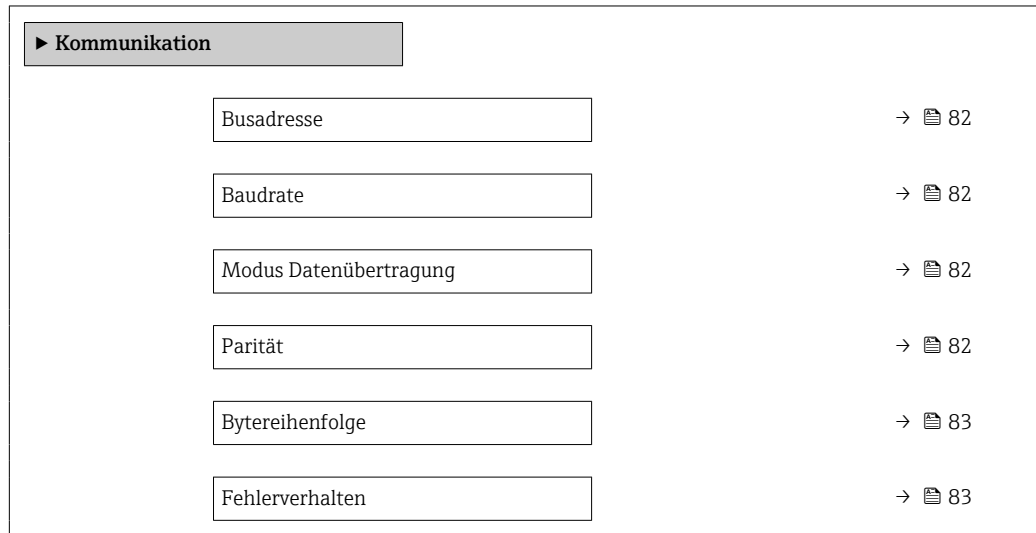 ► Kommunikation
Busadresse → 82
Baudrate → 82
Modus Datenübertragung → 82
Parität → 82
Bytereihenfolge → 83
Fehlerverhalten → 83